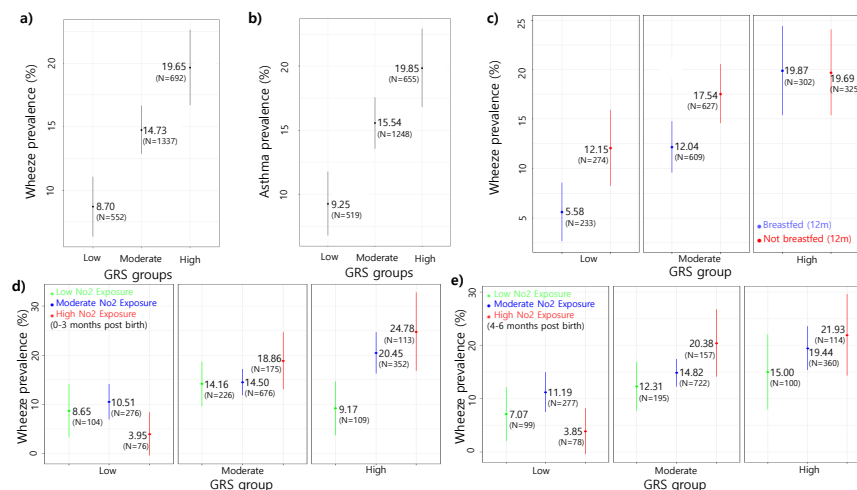 a)
Wheeze prevalence (%)
20
15
10
19.65
(N=692)
14.73
(N=1337)
8.70
(N=552)
Low
Moderate
High
GRS groups
b)
Asthma prevalence (%)
20
15
10
19.85
(N=655)
15.54
(N=1248)
9.25
(N=519)
Low
Moderate
High
GRS groups
c)
Wheeze prevalence (%)
25
20
15
10
5
12.15
(N=274)
5.58
(N=233)
17.54
(N=627)
12.04
(N=609)
19.87
(N=302)
19.69
(N=325)
Breastfed (12m)
Not breastfed (12m)
Low
Moderate
High
GRS group
d)
Wheeze prevalence (%)
30
20
10
0
Low No2 Exposure
Moderate No2 Exposure
High No2 Exposure
(0-3 months post birth)
8.65
(N=104)
10.51
(N=276)
3.95
(N=76)
14.16
(N=226)
14.50
(N=676)
18.86
(N=175)
9.17
(N=109)
20.45
(N=352)
24.78
(N=113)
Low
Moderate
High
GRS group
e)
Wheeze prevalence (%)
30
20
10
0
Low No2 Exposure
Moderate No2 Exposure
High No2 Exposure
(4-6 months post birth)
7.07
(N=99)
11.19
(N=277)
3.85
(N=78)
12.31
(N=195)
14.82
(N=722)
20.38
(N=157)
15.00
(N=100)
19.44
(N=360)
21.93
(N=114)
Low
Moderate
High
GRS group